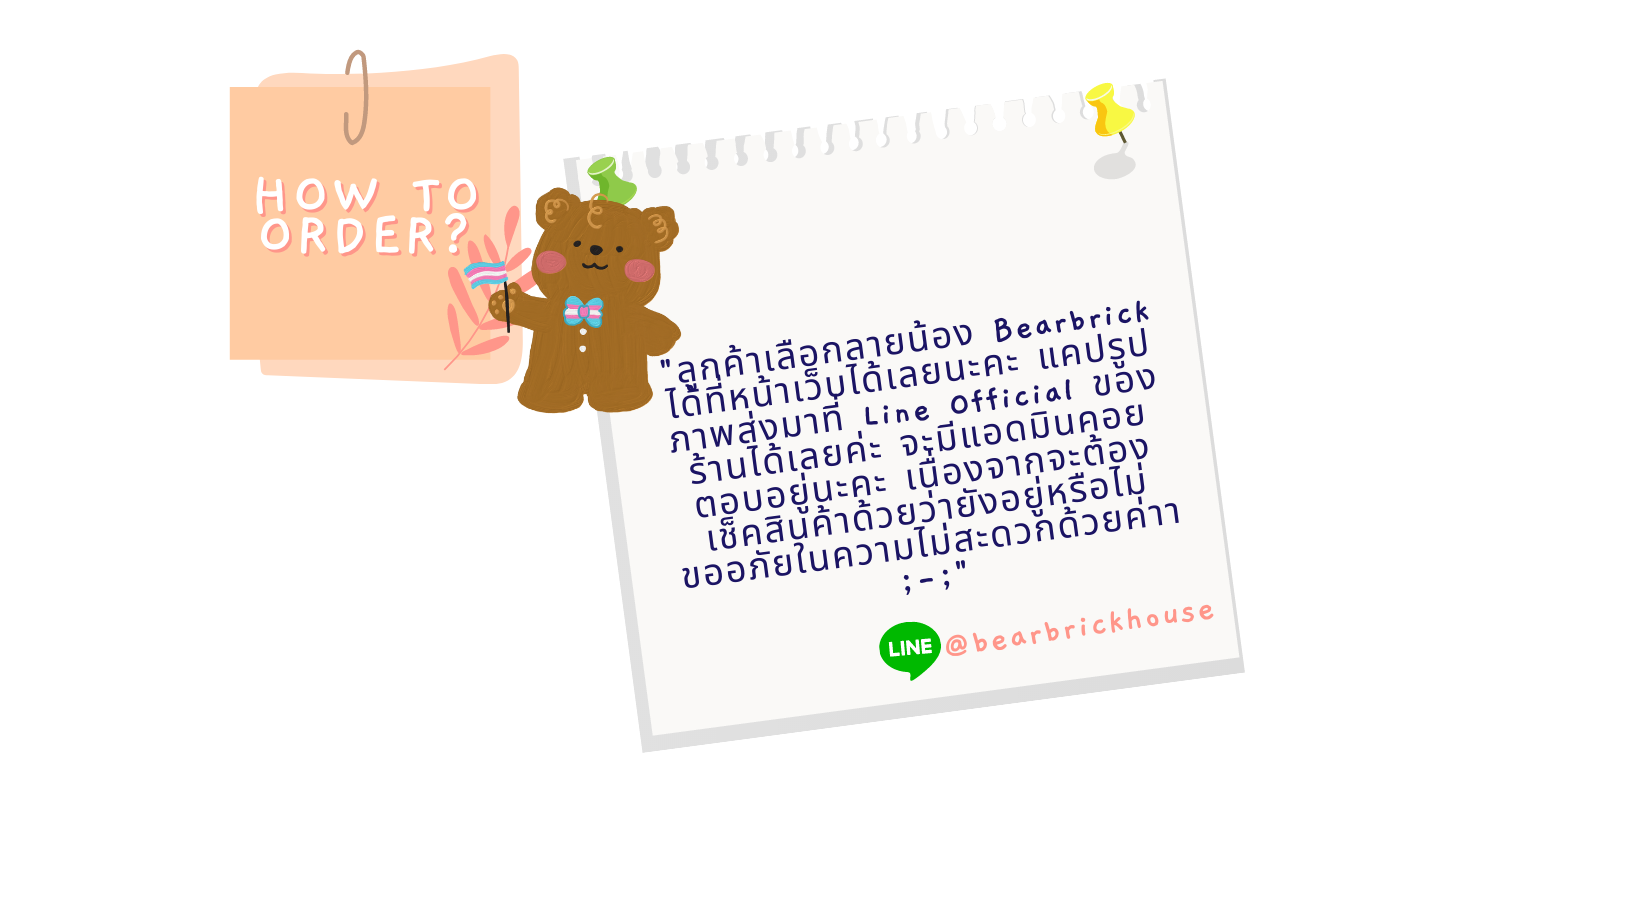 HOW TO
ORDER?
"ลูกค้าเลือกลายน้อง Bearbrick
ได้ที่หน้าเว็บได้เลยนะคะ แคปรูป
ภาพส่งมาที่ Line Official ของ
ร้านได้เลยค่ะ จะมีแอดมินคอย
ตอบอยู่นะคะ เนื่องจากจะต้อง
เช็คสินค้าด้วยว่ายังอยู่หรือไม่
ขออภัยในความไม่สะดวกด้วยค่าา
;-;"
LINE @bearbrickhouse